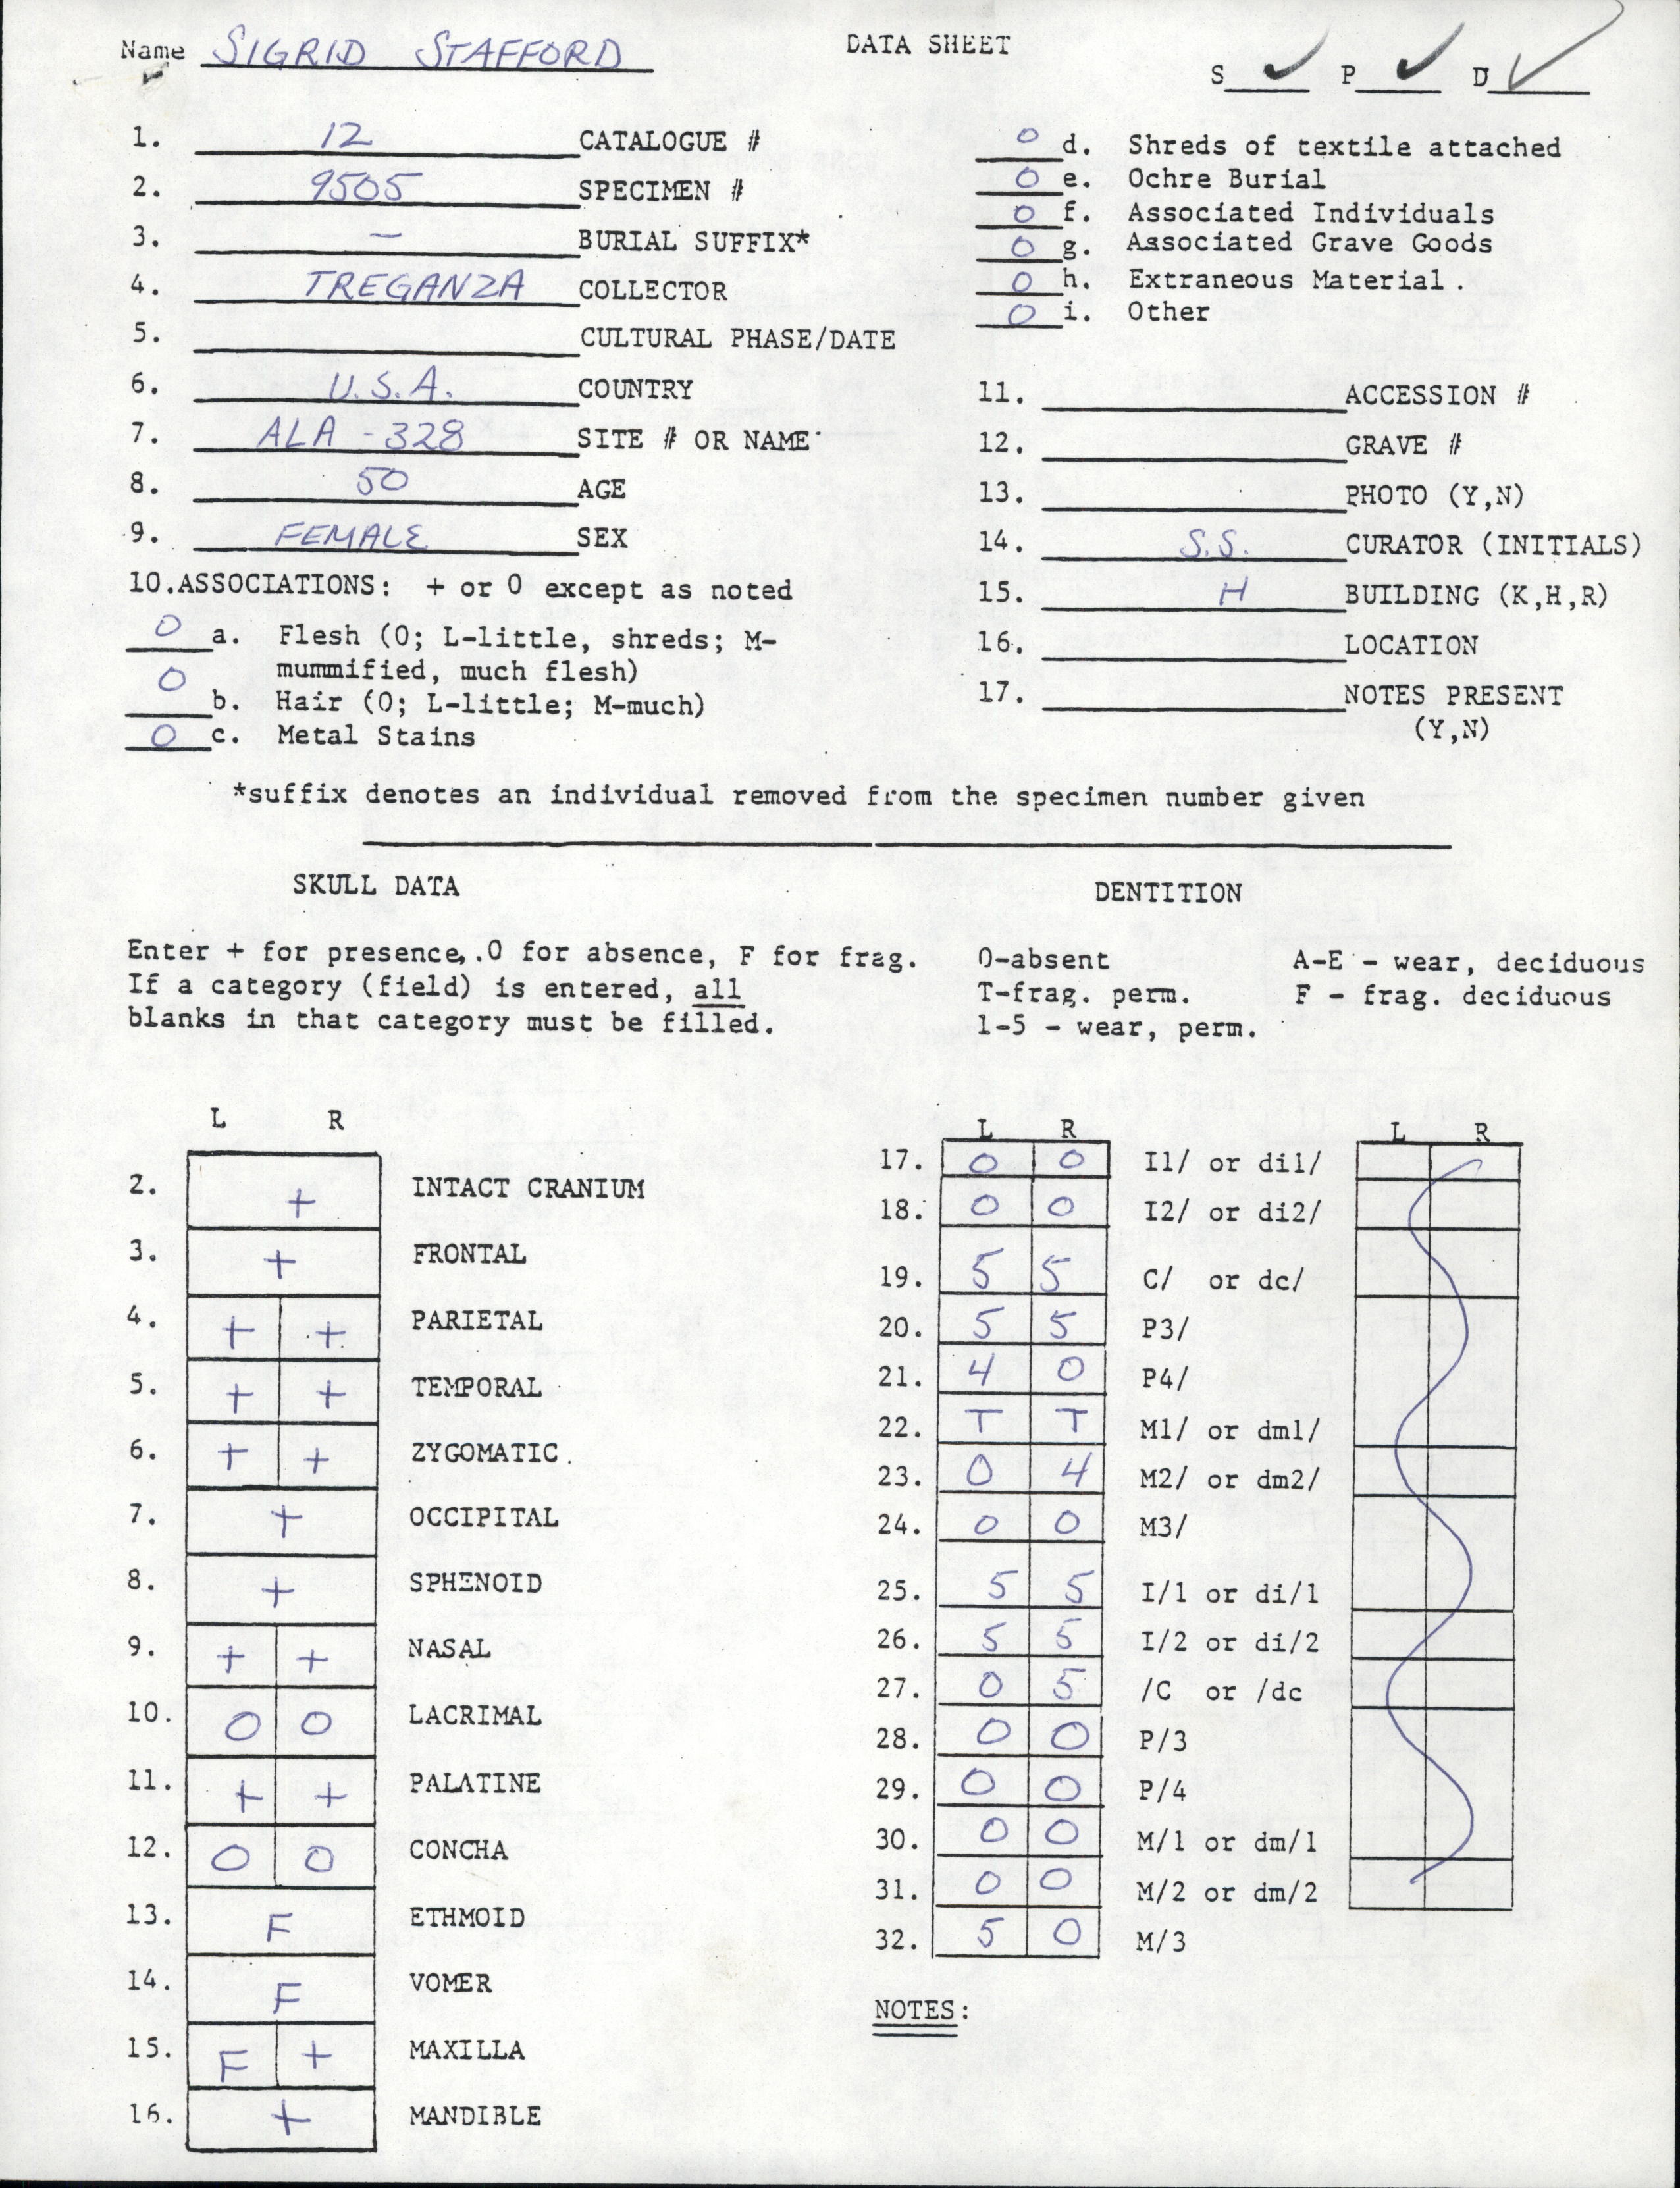 Name SIGRID STAFFORD
DATA SHEET
S ✓ P ✓ D ✓
1. 12 CATALOGUE #
2. 9505 SPECIMEN #
3. – BURIAL SUFFIX*
4. TREGANZA COLLECTOR
5. CULTURAL PHASE/DATE
6. U.S.A. COUNTRY
7. ALA - 328 SITE # OR NAME
8. 50 AGE
9. FEMALE SEX
10. ASSOCIATIONS: + or 0 except as noted
0 a. Flesh (0; L-little, shreds; M-
mummified, much flesh)
0 b. Hair (0; L-little; M-much)
0 c. Metal Stains
0 d. Shreds of textile attached
0 e. Ochre Burial
0 f. Associated Individuals
0 g. Associated Grave Goods
0 h. Extraneous Material.
0 i. Other
11. ACCESSION #
12. GRAVE #
13. PHOTO (Y,N)
14. S.S. CURATOR (INITIALS)
15. H BUILDING (K,H,R)
16. LOCATION
17. NOTES PRESENT
(Y,N)
*suffix denotes an individual removed from the specimen number given
SKULL DATA
Enter + for presence, 0 for absence, F for frag.
If a category (field) is entered, all
blanks in that category must be filled.
L R
2. + INTACT CRANIUM
3. + FRONTAL
4. + + PARIETAL
5. + + TEMPORAL
6. + + ZYGOMATIC
7. + OCCIPITAL
8. + SPHENOID
9. + + NASAL
10. 0 0 LACRIMAL
11. + + PALATINE
12. 0 0 CONCHA
13. F ETHMOID
14. F VOMER
15. F + MAXILLA
16. + MANDIBLE
DENTITION
0-absent A-E - wear, deciduous
T-frag. perm. F - frag. deciduous
1-5 - wear, perm.
L R L R
17. 0 0 I1/ or di1/
18. 0 0 I2/ or di2/
19. 5 5 C/ or dc/
20. 5 5 P3/
21. 4 0 P4/
22. T T M1/ or dm1/
23. 0 4 M2/ or dm2/
24. 0 0 M3/
25. 5 5 I/1 or di/1
26. 5 5 I/2 or di/2
27. 0 5 /C or /dc
28. 0 0 P/3
29. 0 0 P/4
30. 0 0 M/1 or dm/1
31. 0 0 M/2 or dm/2
32. 5 0 M/3
NOTES: